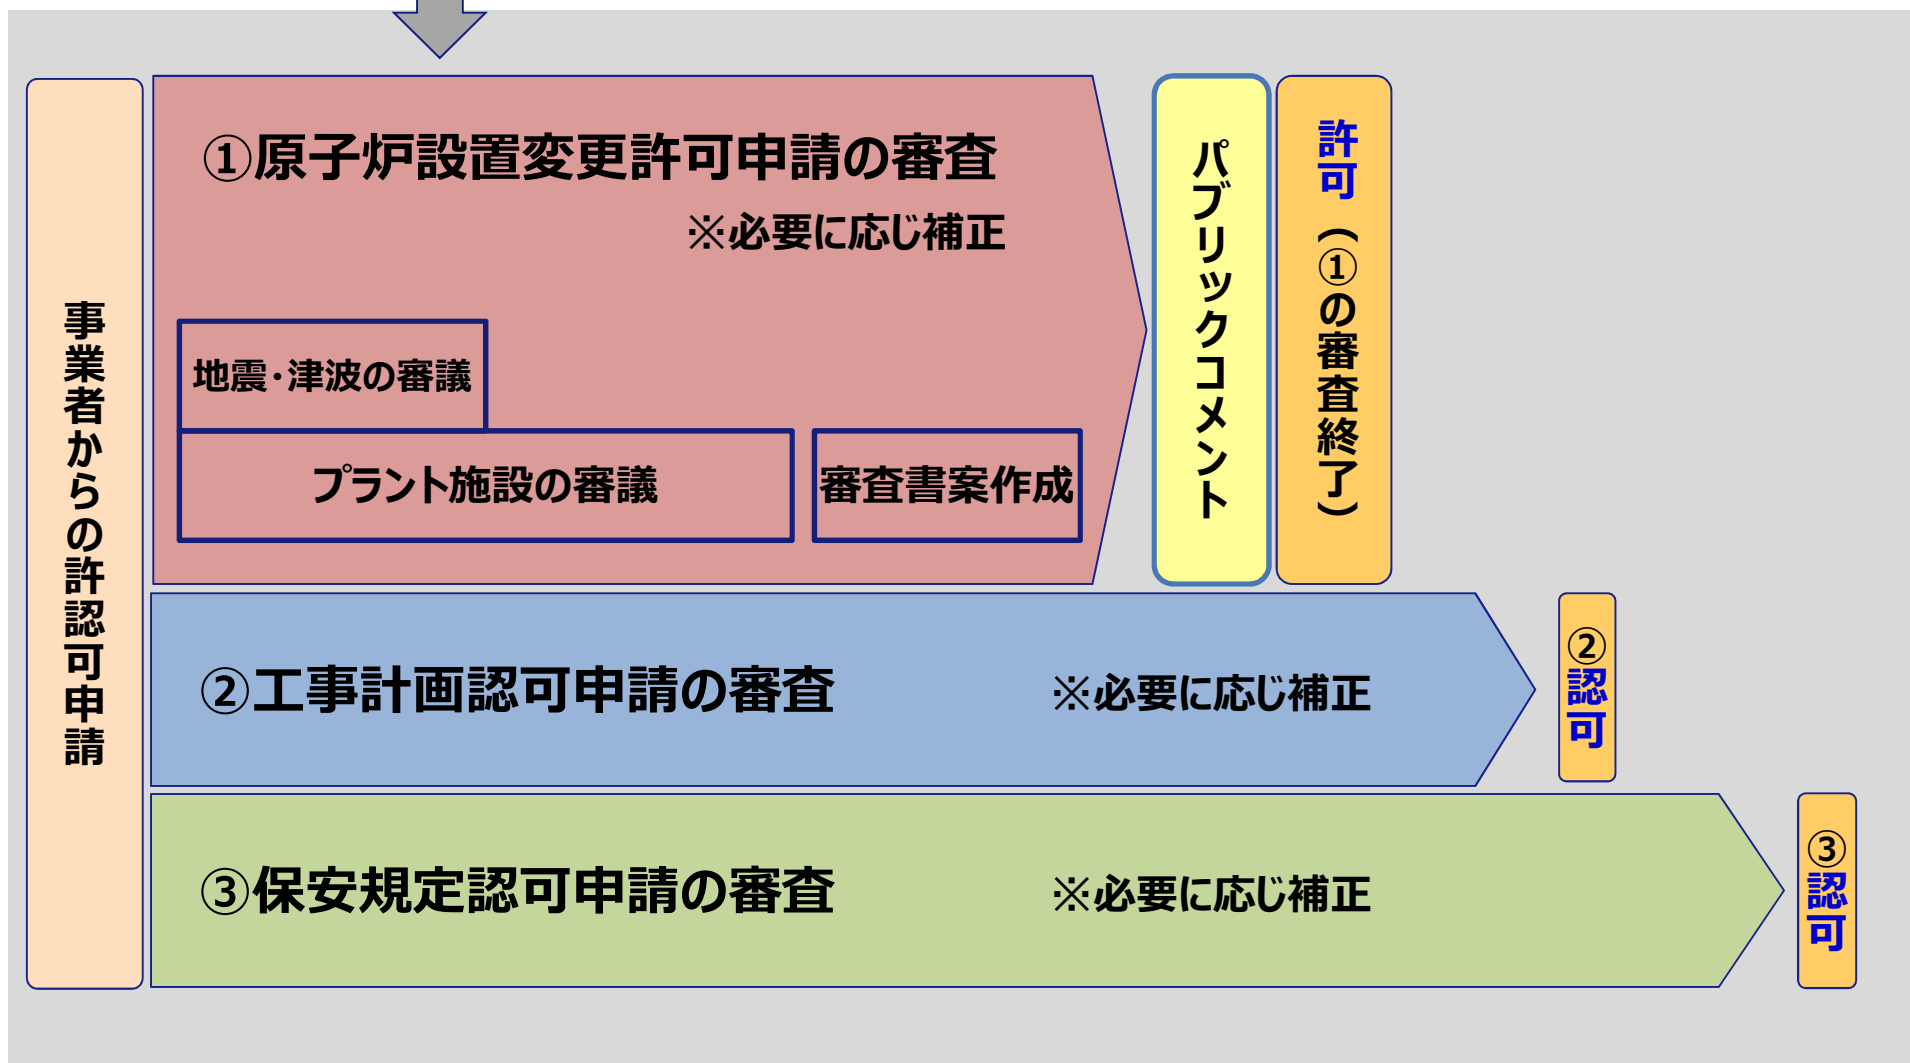 事業者からの許認可申請
①原子炉設置変更許可申請の審査
※必要に応じ補正
地震・津波の審議
プラント施設の審議
審査書案作成
パブリックコメント
許可（①の審査終了）
②工事計画認可申請の審査
※必要に応じ補正
②認可
③保安規定認可申請の審査
※必要に応じ補正
③認可